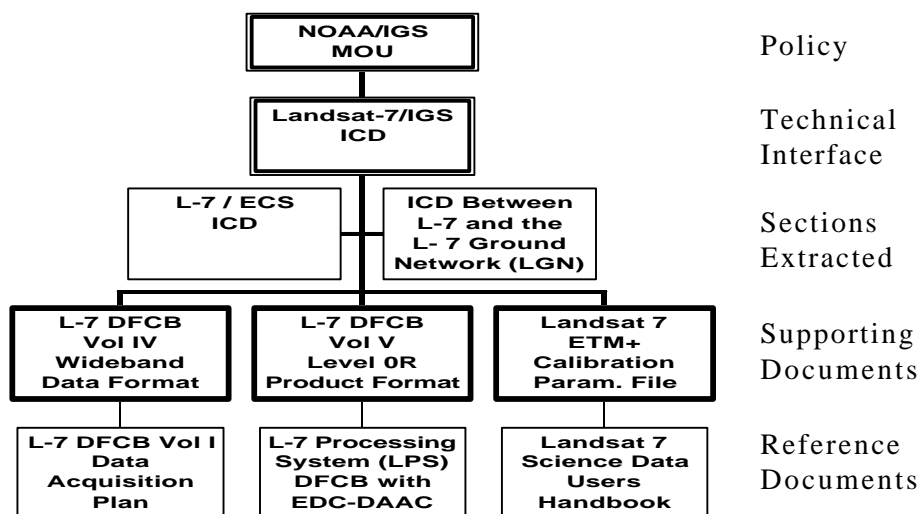 NOAA/IGS
MOU
Policy
Landsat-7/IGS
ICD
Technical
Interface
L-7 / ECS
ICD
ICD Between
L-7 and the
L- 7 Ground
Network (LGN)
Sections
Extracted
L-7 DFCB
Vol IV
Wideband
Data Format
L-7 DFCB
Vol V
Level 0R
Product Format
Landsat 7
ETM+
Calibration
Param. File
Supporting
Documents
L-7 DFCB Vol I
Data
Acquisition
Plan
L-7 Processing
System (LPS)
DFCB with
EDC-DAAC
Landsat 7
Science Data
Users
Handbook
Reference
Documents